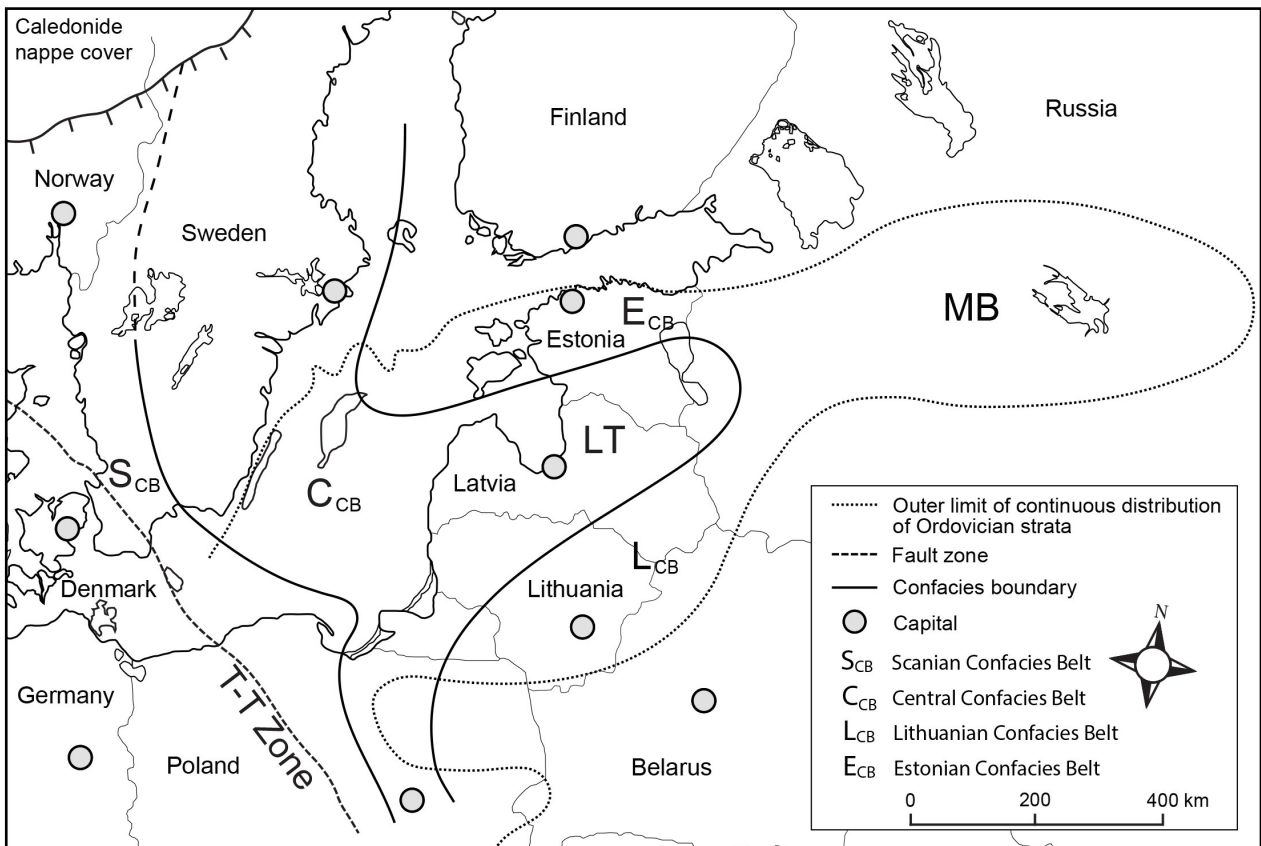 Caledonide
nappe cover
Finland
Russia
Norway
Sweden
MB
E CB
Estonia
LT
S CB
C CB
Latvia
L CB
Lithuania
Denmark
Germany
T-T Zone
Poland
Belarus
Outer limit of continuous distribution
of Ordovician strata
Fault zone
Confacies boundary
Capital
N
S CB Scanian Confacies Belt
C CB Central Confacies Belt
L CB Lithuanian Confacies Belt
E CB Estonian Confacies Belt
0 200 400 km